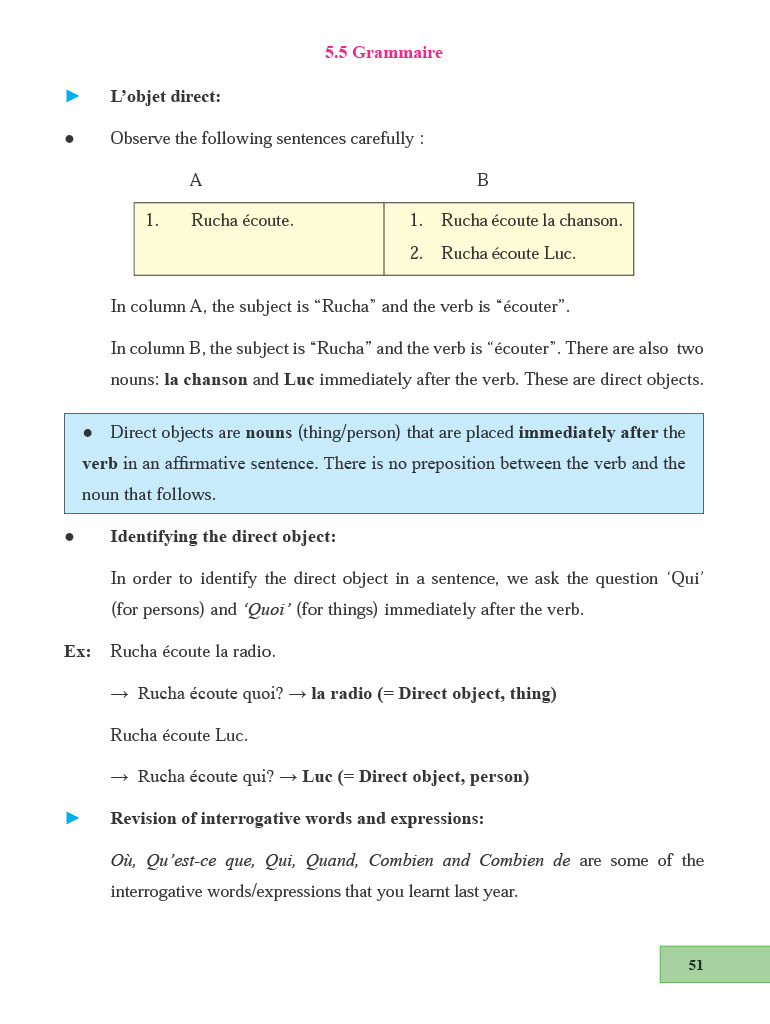 5.5 Grammaire
► L’objet direct:
● Observe the following sentences carefully :
A B
1. Rucha écoute. 1. Rucha écoute la chanson.
2. Rucha écoute Luc.
In column A, the subject is “Rucha” and the verb is “écouter”.
In column B, the subject is “Rucha” and the verb is “écouter”. There are also two
nouns: la chanson and Luc immediately after the verb. These are direct objects.
● Direct objects are nouns (thing/person) that are placed immediately after the
verb in an affirmative sentence. There is no preposition between the verb and the
noun that follows.
● Identifying the direct object:
In order to identify the direct object in a sentence, we ask the question ‘Qui’
(for persons) and ‘Quoi’ (for things) immediately after the verb.
Ex: Rucha écoute la radio.
→ Rucha écoute quoi? → la radio (= Direct object, thing)
Rucha écoute Luc.
→ Rucha écoute qui? → Luc (= Direct object, person)
► Revision of interrogative words and expressions:
Où, Qu’est-ce que, Qui, Quand, Combien and Combien de are some of the
interrogative words/expressions that you learnt last year.
51